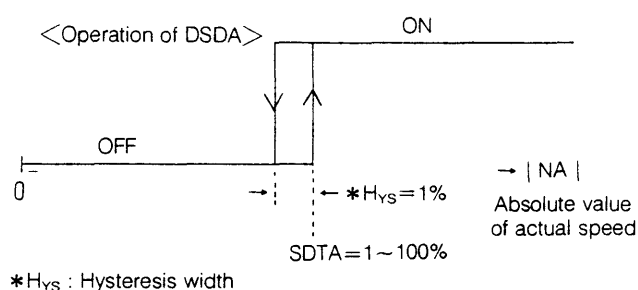 <Operation of DSDA>
ON
OFF
0
→ | NA |
→ ← *HYS=1%
Absolute value
of actual speed
SDTA=1~100%
*HYS : Hysteresis width